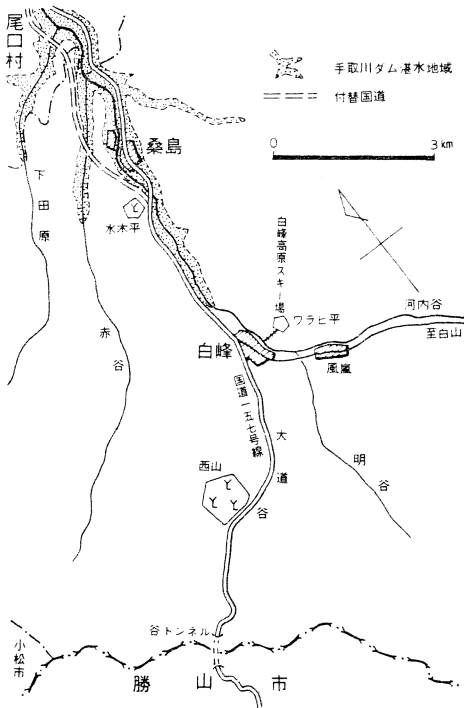 尾口村
手取川ダム湛水地域
付替国道
0 3km
桑島
下田原
水木平
白峰高原スキー場
ワラヒ平
河内谷
至白山
赤谷
白峰
風嵐
国道一五七号線
大道谷
明谷
西山
谷トンネル
小松市
勝山市